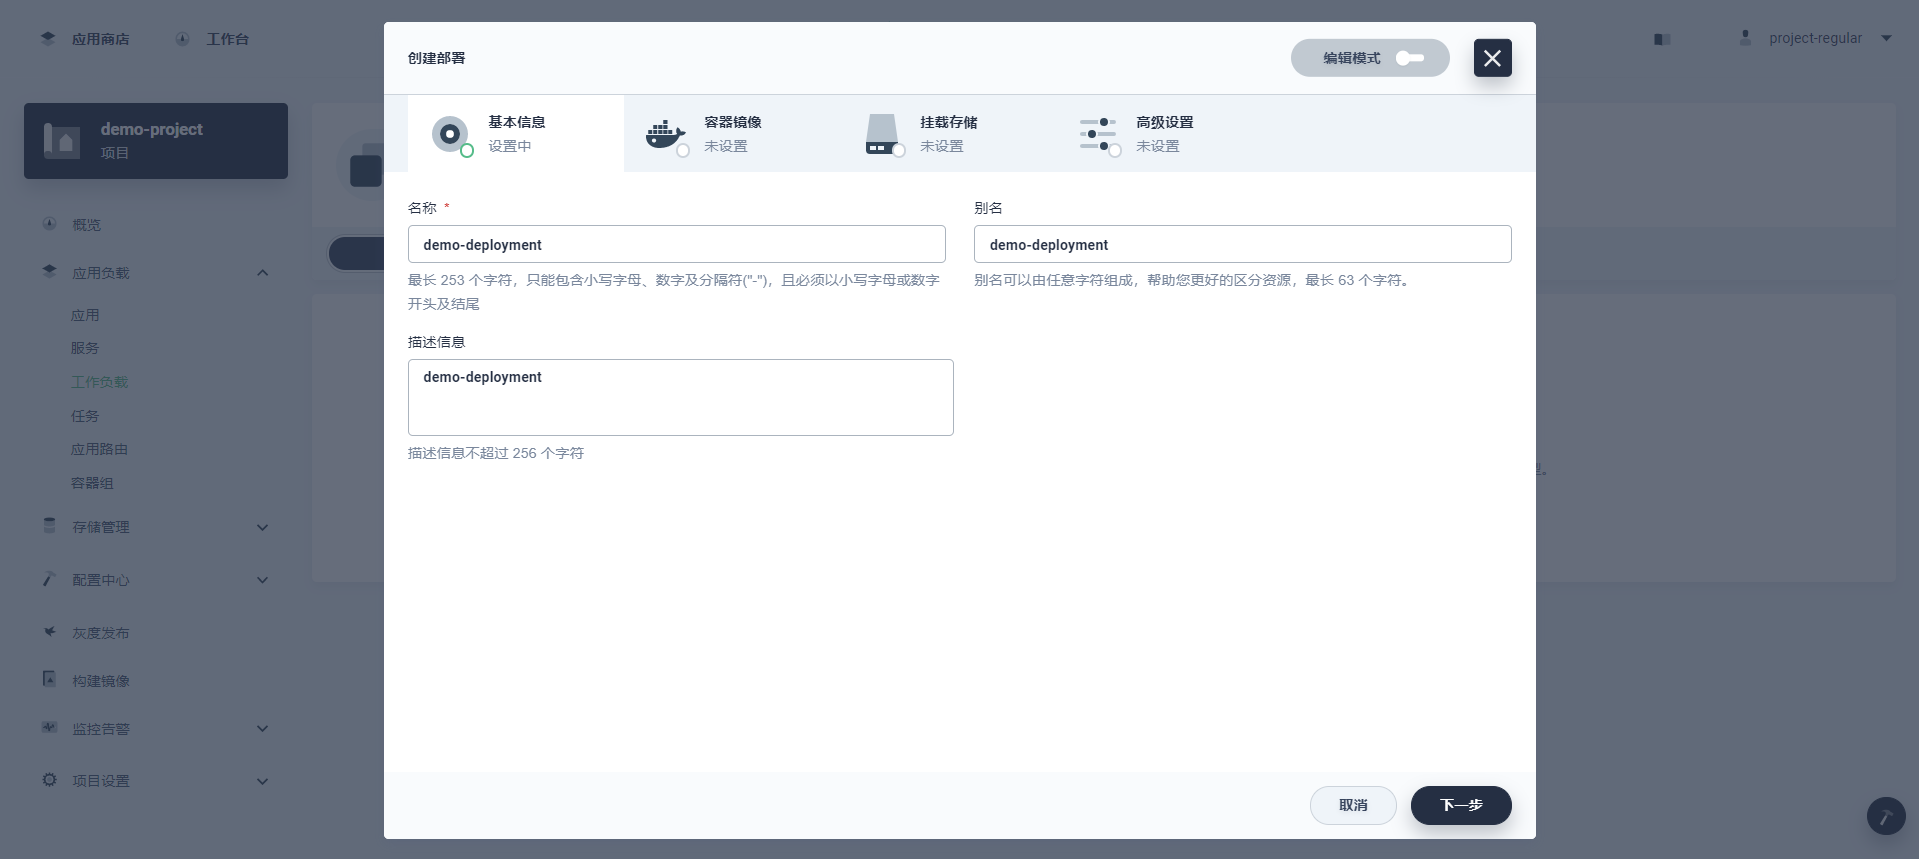 应用商店
工作台
project-regular
demo-project
项目
概览
应用负载
应用
服务
工作负载
任务
应用路由
容器组
存储管理
配置中心
灰度发布
构建镜像
监控告警
项目设置
创建部署
编辑模式
基本信息
设置中
容器镜像
未设置
挂载存储
未设置
高级设置
未设置
名称 *
demo-deployment
最长 253 个字符，只能包含小写字母、数字及分隔符("-")，且必须以小写字母或数字
开头及结尾
别名
demo-deployment
别名可以由任意字符组成，帮助您更好的区分资源，最长 63 个字符。
描述信息
demo-deployment
描述信息不超过 256 个字符
取消
下一步